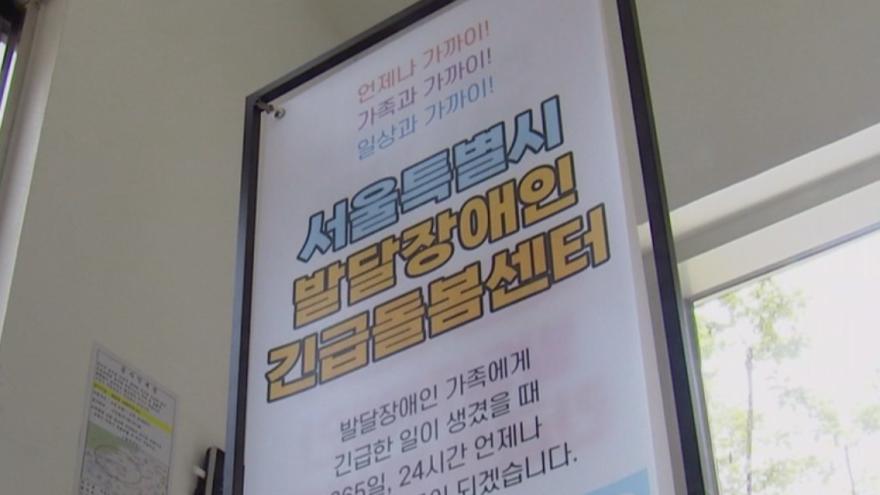 언제나 가까이!
가족과 가까이!
일상과 가까이!
서울특별시
발달장애인
긴급돌봄센터
발달장애인 가족에게
긴급한 일이 생겼을 때
365일, 24시간 언제나
되겠습니다.